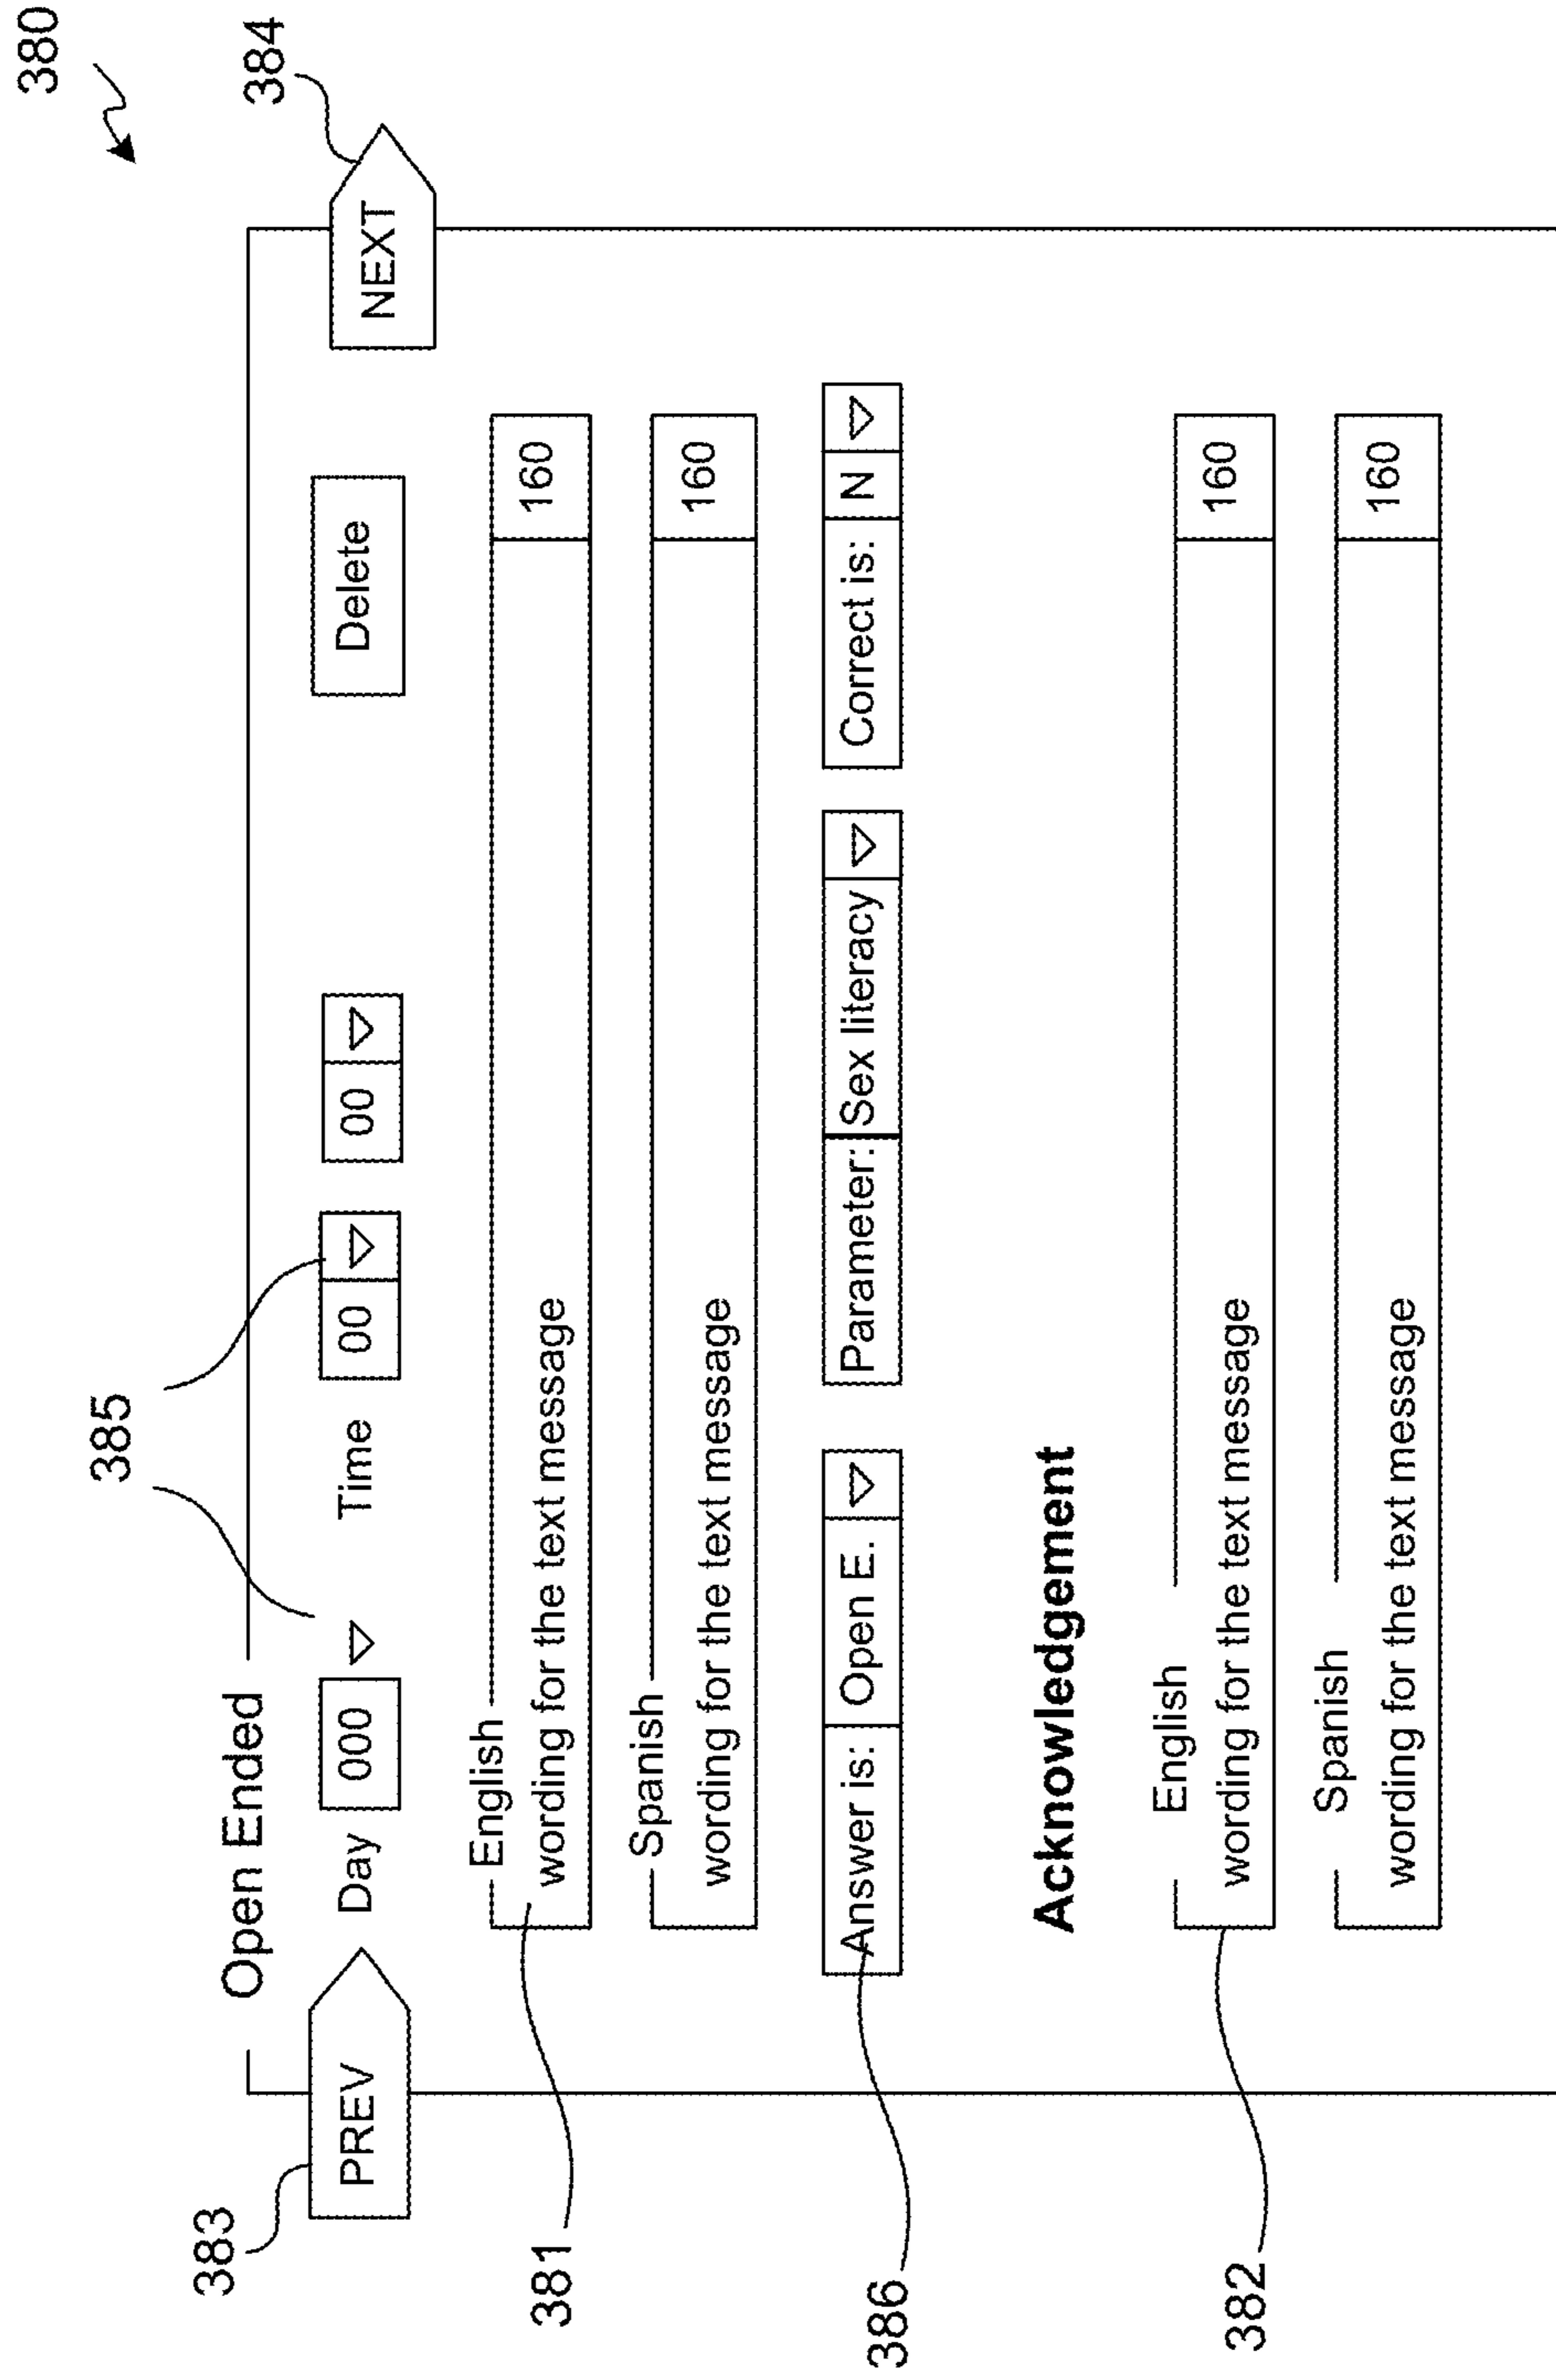 380
385
383
384
Open Ended
PREV
Day 000 Time 00 00 Delete
NEXT
English
wording for the text message 160
381
Spanish
wording for the text message 160
Answer is: Open E. Parameter: Sex literacy Correct is: N
386
Acknowledgement
English
wording for the text message 160
382
Spanish
wording for the text message 160